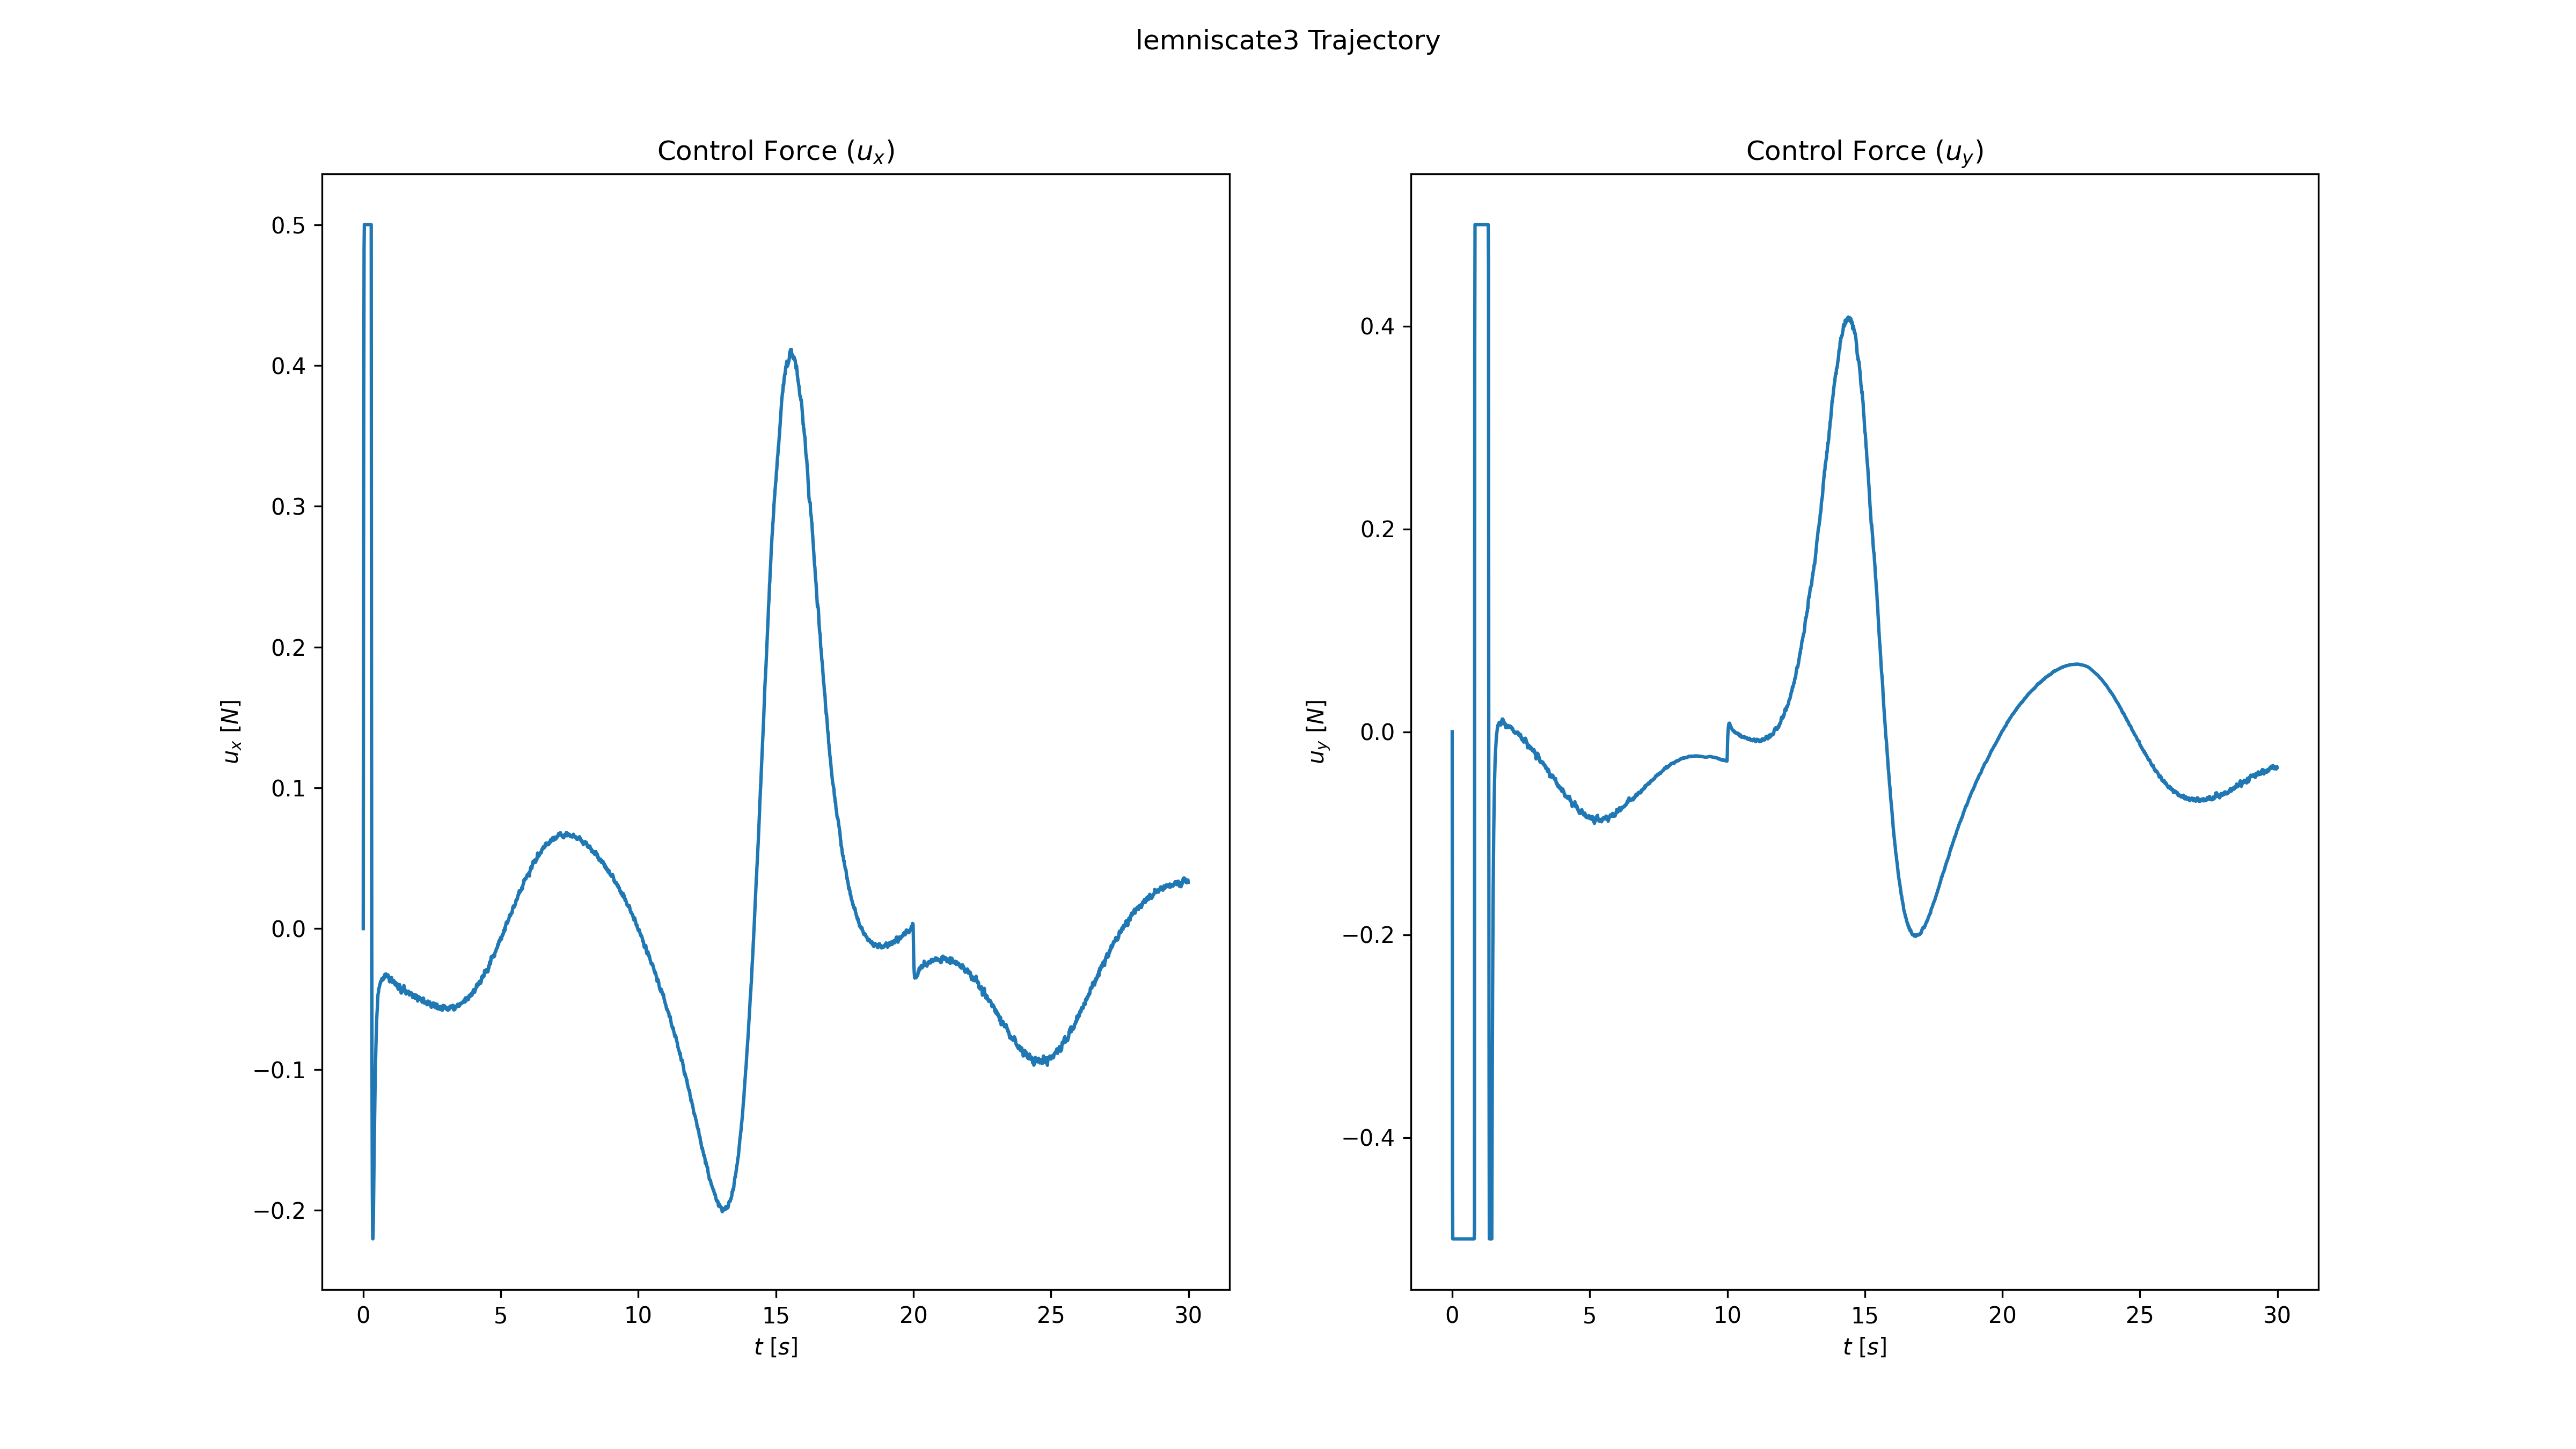 lemniscate3 Trajectory
Control Force (u_x)
0.5
0.4
0.3
0.2
0.1
0.0
−0.1
−0.2
u_x [N]
0 5 10 15 20 25 30
t [s]
Control Force (u_y)
0.4
0.2
0.0
−0.2
−0.4
u_y [N]
0 5 10 15 20 25 30
t [s]